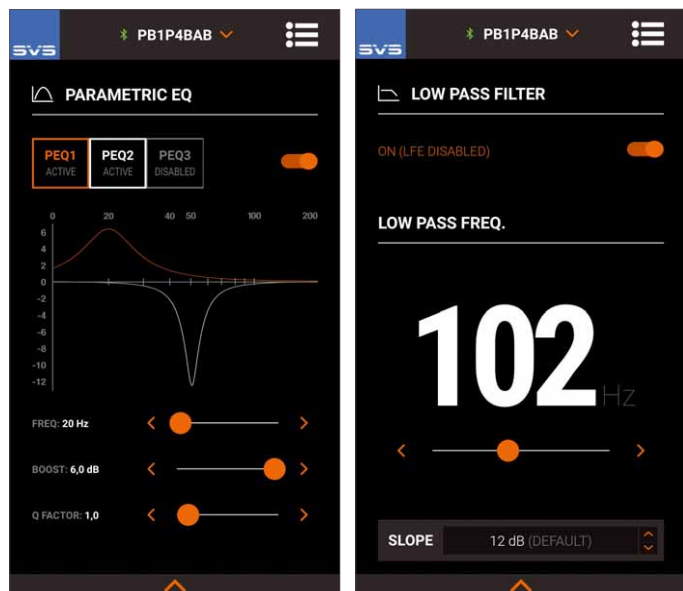 SVS
PB1P4BAB
PARAMETRIC EQ
PEQ1 PEQ2 PEQ3
ACTIVE ACTIVE DISABLED
0 20 40 50 100 200
6
4
2
0
-2
-4
-6
-8
-10
-12
FREQ: 20 Hz
BOOST: 6,0 dB
Q FACTOR: 1,0
SVS
PB1P4BAB
LOW PASS FILTER
ON (LFE DISABLED)
LOW PASS FREQ.
102 Hz
SLOPE 12 dB (DEFAULT)